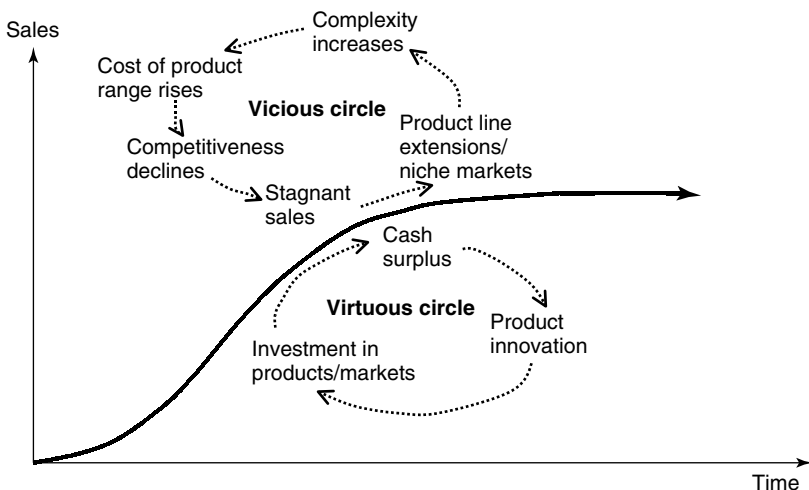 Sales
Complexity
increases
Cost of product
range rises
Vicious circle
Product line
extensions/
niche markets
Competitiveness
declines
Stagnant
sales
Cash
surplus
Virtuous circle
Product
innovation
Investment in
products/markets
Time